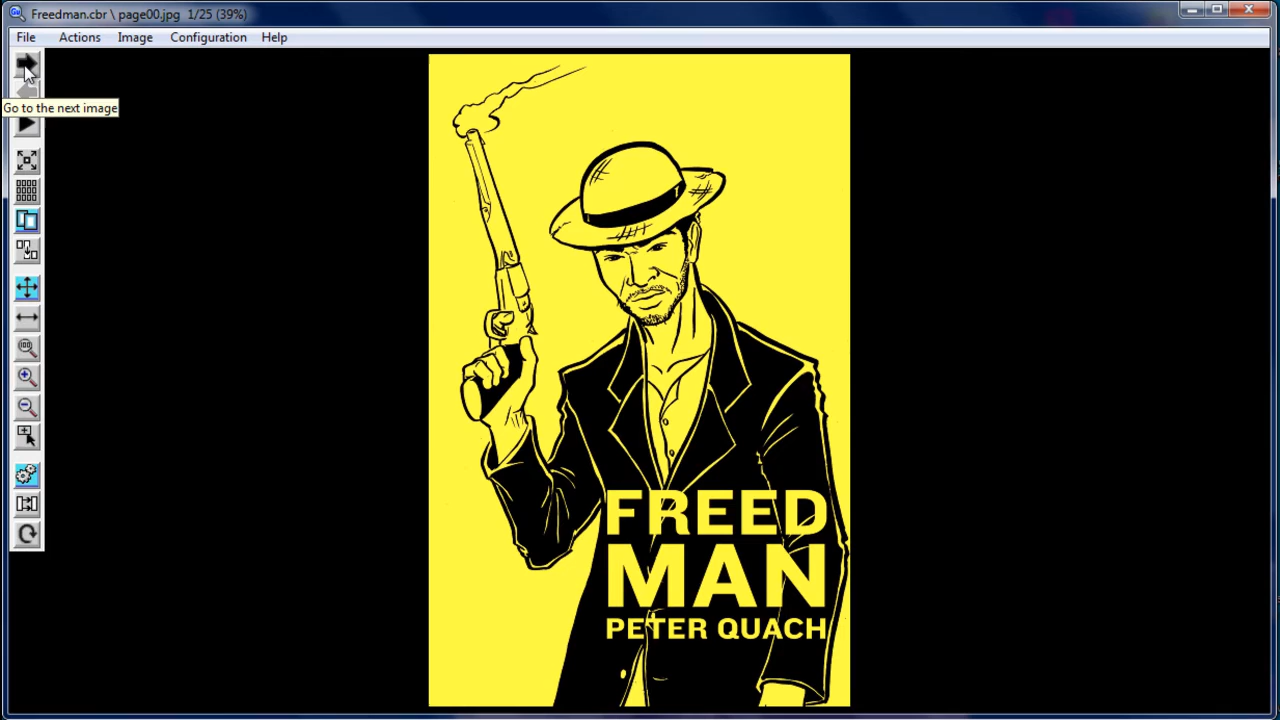 Freedman.cbr \ page00.jpg 1/25 (39%)
File Actions Image Configuration Help
Go to the next image
FREED
MAN
PETER QUACH